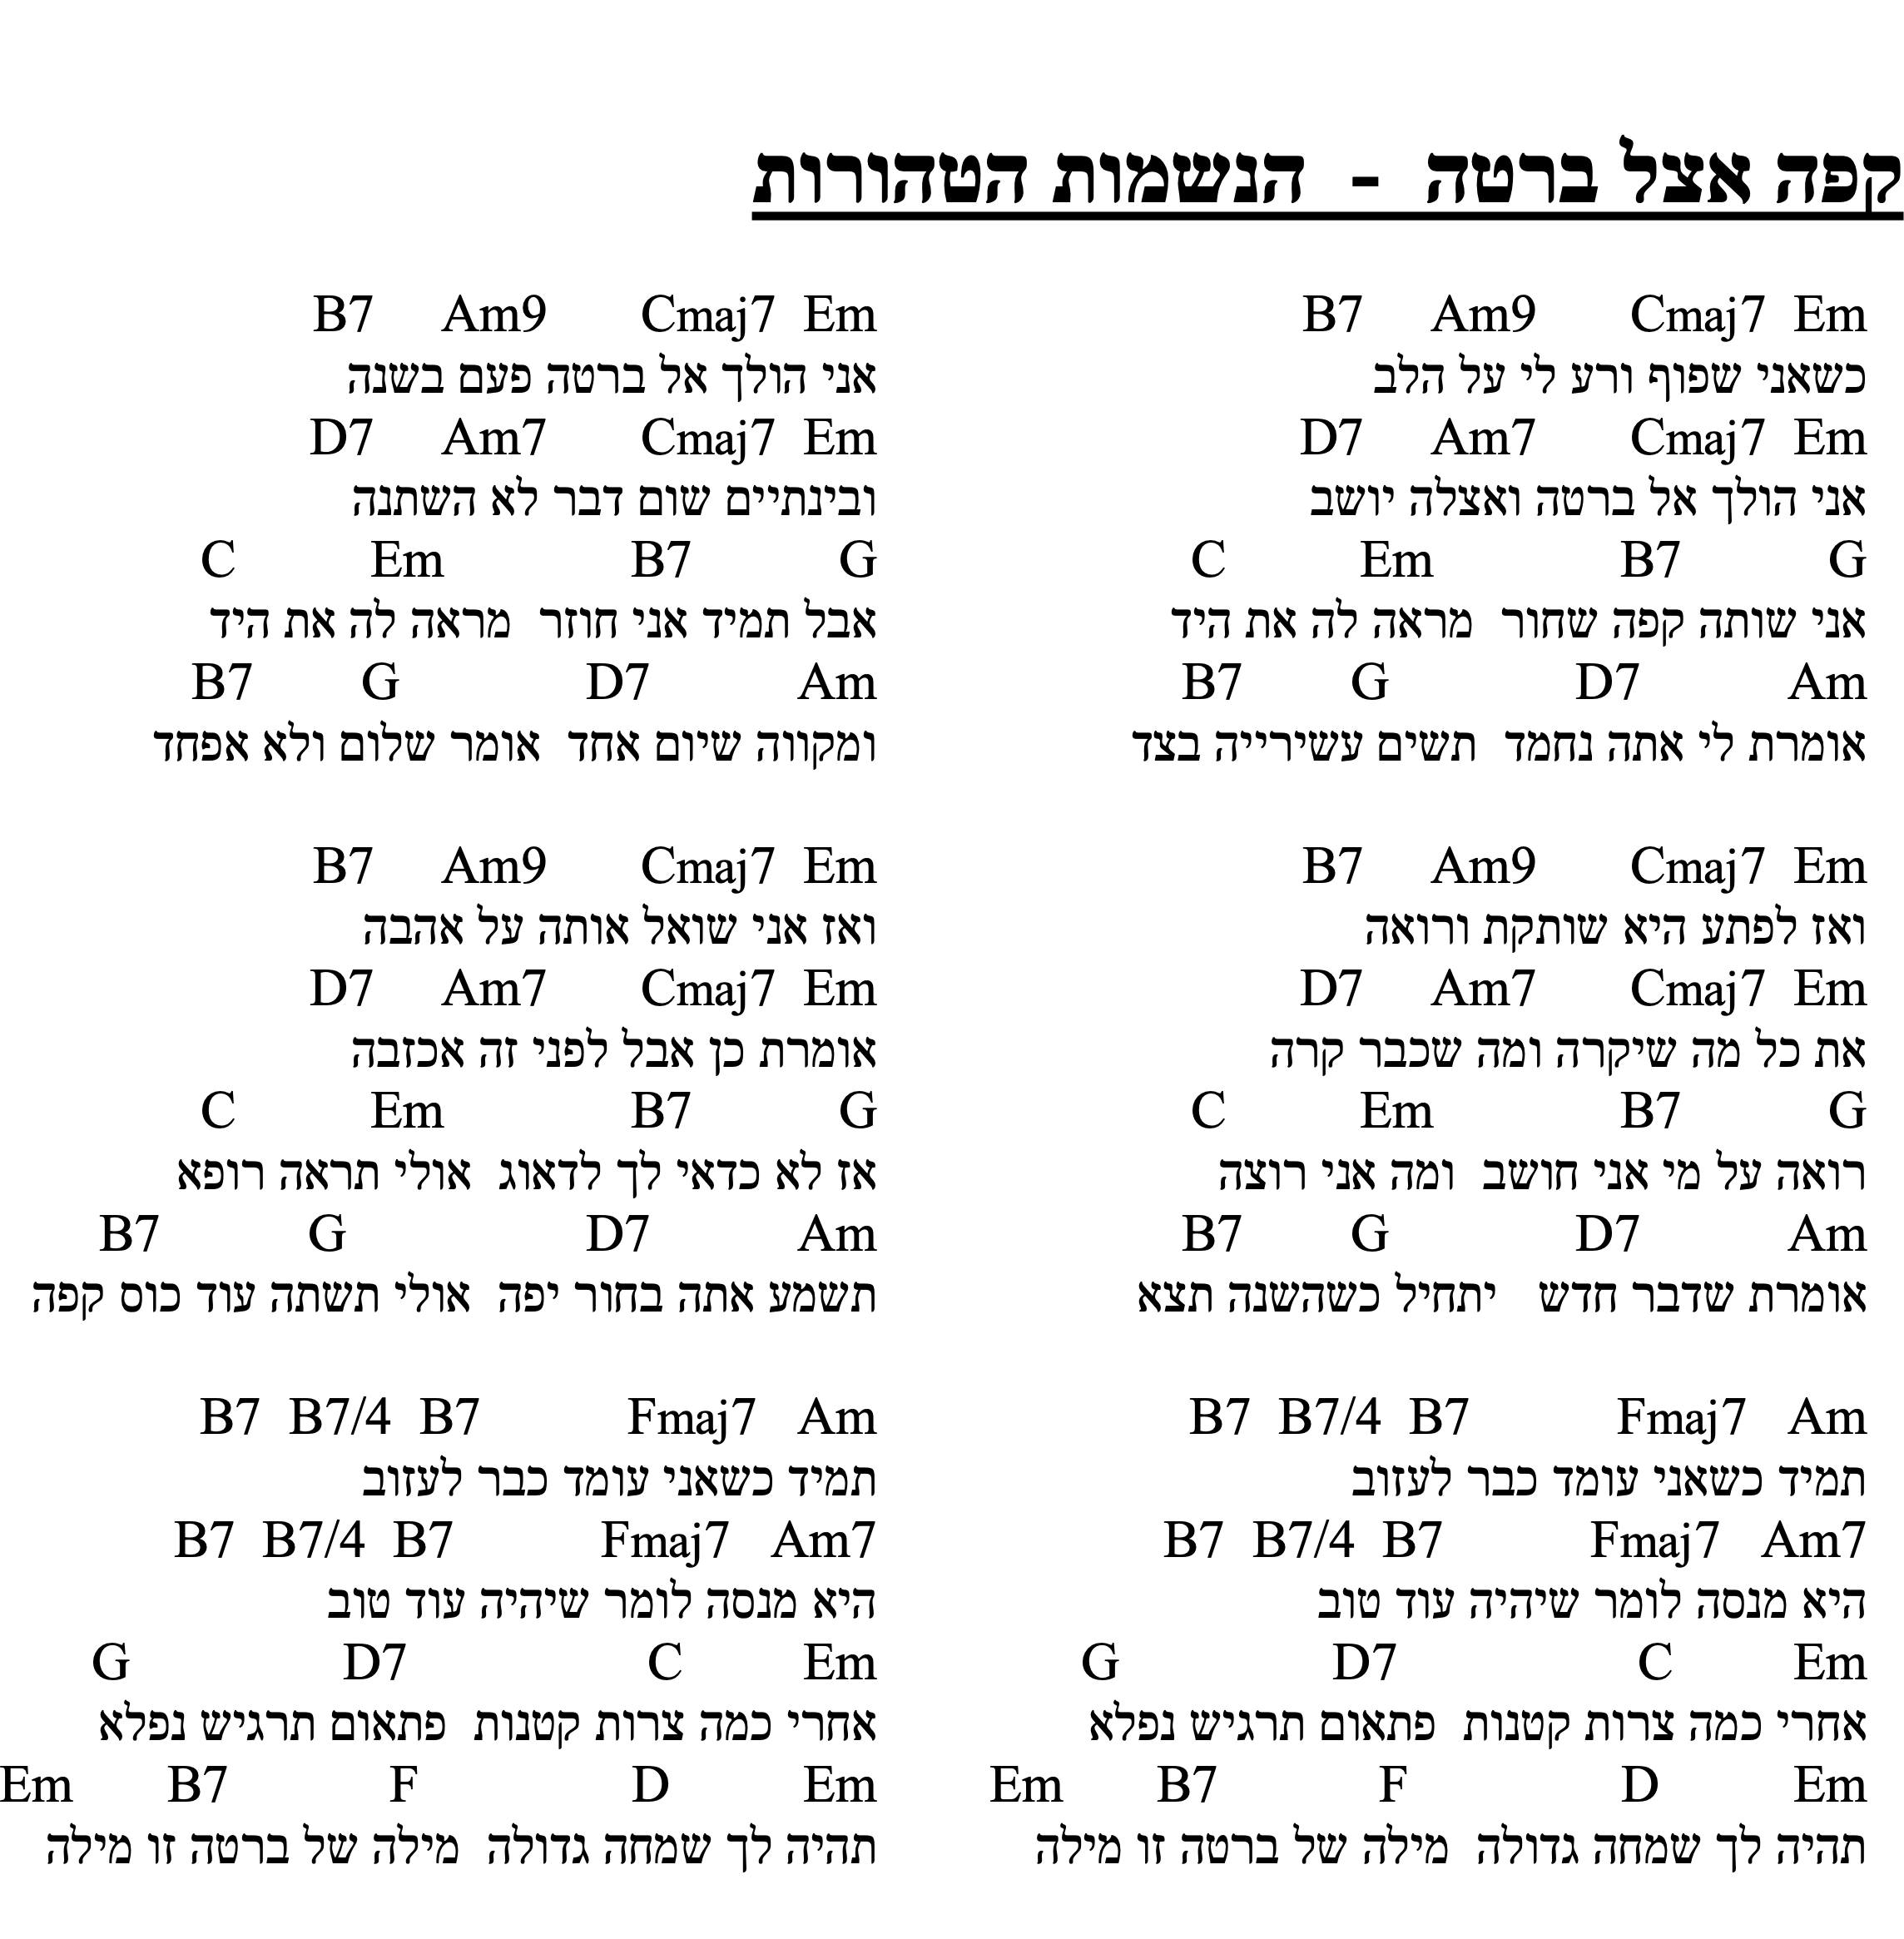 קפה אצל ברטה - הנשמות הטהורות
Em Cmaj7 Am9 B7
כשאני שפוף ורע לי על הלב
Em Cmaj7 Am7 D7
אני הולך אל ברטה ואצלה יושב
G B7 Em C
אני שותה קפה שחור מראה לה את היד
Am D7 G B7
אומרת לי אתה נחמד תשים עשירייה בצד
Em Cmaj7 Am9 B7
ואז לפתע היא שותקת ורואה
Em Cmaj7 Am7 D7
את כל מה שיקרה ומה שכבר קרה
G B7 Em C
רואה על מי אני חושב ומה אני רוצה
Am D7 G B7
אומרת שדבר חדש יתחיל כשהשנה תצא
Am Fmaj7 B7 B7/4 B7
תמיד כשאני עומד כבר לעזוב
Am7 Fmaj7 B7 B7/4 B7
היא מנסה לומר שיהיה עוד טוב
Em C D7 G
אחרי כמה צרות קטנות פתאום תרגיש נפלא
Em D F B7 Em
תהיה לך שמחה גדולה מילה של ברטה זו מילה
Em Cmaj7 Am9 B7
אני הולך אל ברטה פעם בשנה
Em Cmaj7 Am7 D7
ובינתיים שום דבר לא השתנה
G B7 Em C
אבל תמיד אני חוזר מראה לה את היד
Am D7 G B7
ומקווה שיום אחד אומר שלום ולא אפחד
Em Cmaj7 Am9 B7
ואז אני שואל אותה על אהבה
Em Cmaj7 Am7 D7
אומרת כן אבל לפני זה אכזבה
G B7 Em C
אז לא כדאי לך לדאוג אולי תראה רופא
Am D7 G B7
תשמע אתה בחור יפה אולי תשתה עוד כוס קפה
Am Fmaj7 B7 B7/4 B7
תמיד כשאני עומד כבר לעזוב
Am7 Fmaj7 B7 B7/4 B7
היא מנסה לומר שיהיה עוד טוב
Em C D7 G
אחרי כמה צרות קטנות פתאום תרגיש נפלא
Em D F B7 Em
תהיה לך שמחה גדולה מילה של ברטה זו מילה